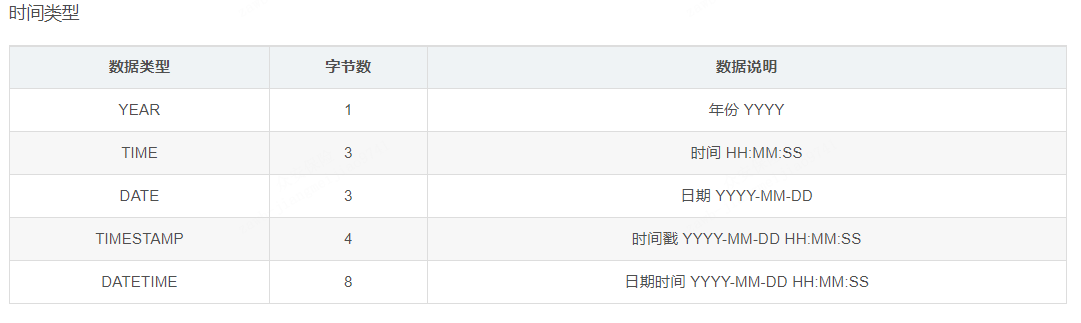 时间类型
数据类型 字节数 数据说明
YEAR 1 年份 YYYY
TIME 3 时间 HH:MM:SS
DATE 3 日期 YYYY-MM-DD
TIMESTAMP 4 时间戳 YYYY-MM-DD HH:MM:SS
DATETIME 8 日期时间 YYYY-MM-DD HH:MM:SS